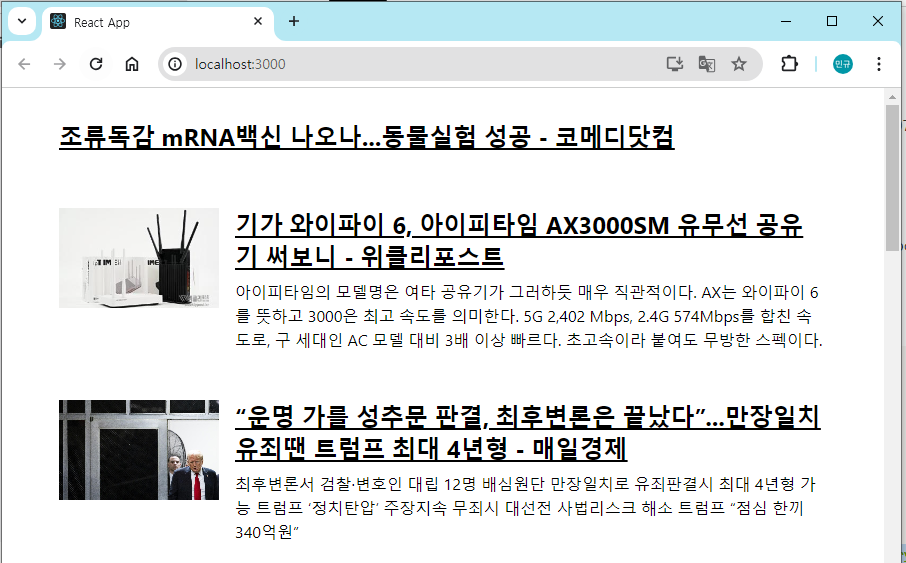 React App
localhost:3000
인규
조류독감 mRNA백신 나오나...동물실험 성공 - 코메디닷컴
기가 와이파이 6, 아이피타임 AX3000SM 유무선 공유
기 써보니 - 위클리포스트
아이피타임의 모델명은 여타 공유기가 그러하듯 매우 직관적이다. AX는 와이파이 6
를 뜻하고 3000은 최고 속도를 의미한다. 5G 2,402 Mbps, 2.4G 574Mbps를 합친 속
도로, 구 세대인 AC 모델 대비 3배 이상 빠르다. 초고속이라 붙여도 무방한 스펙이다.
“운명 가를 성추문 판결, 최후변론은 끝났다”…만장일치
유죄땐 트럼프 최대 4년형 - 매일경제
최후변론서 검찰·변호인 대립 12명 배심원단 만장일치로 유죄판결시 최대 4년형 가
능 트럼프 ‘정치탄압’ 주장지속 무죄시 대선전 사법리스크 해소 트럼프 “점심 한끼
340억원”